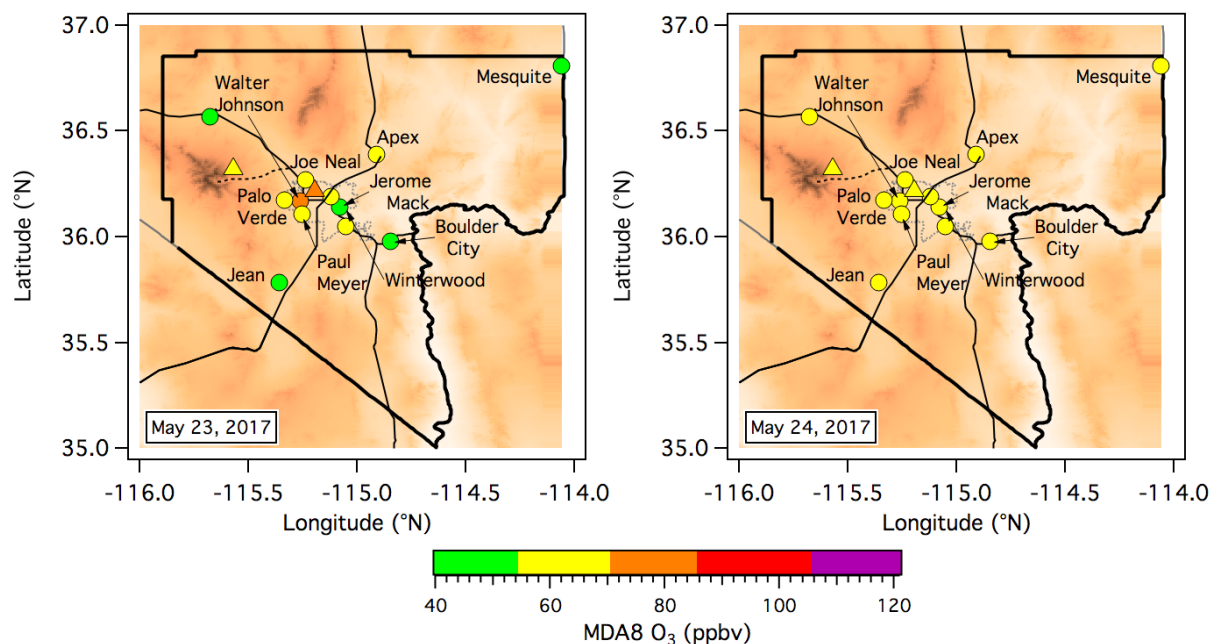 37.0
36.5
36.0
35.5
35.0
Latitude (°N)
Walter
Johnson
Mesquite
Apex
Joe Neal
Jerome
Mack
Palo
Verde
Boulder
City
Jean
Paul
Meyer
Winterwood
May 23, 2017
-116.0
-115.5
-115.0
-114.5
-114.0
Longitude (°N)
37.0
36.5
36.0
35.5
35.0
Latitude (°N)
Walter
Johnson
Mesquite
Apex
Joe Neal
Jerome
Mack
Palo
Verde
Boulder
City
Jean
Paul
Meyer
Winterwood
May 24, 2017
-116.0
-115.5
-115.0
-114.5
-114.0
Longitude (°N)
40
60
80
100
120
MDA8 O₃ (ppbv)